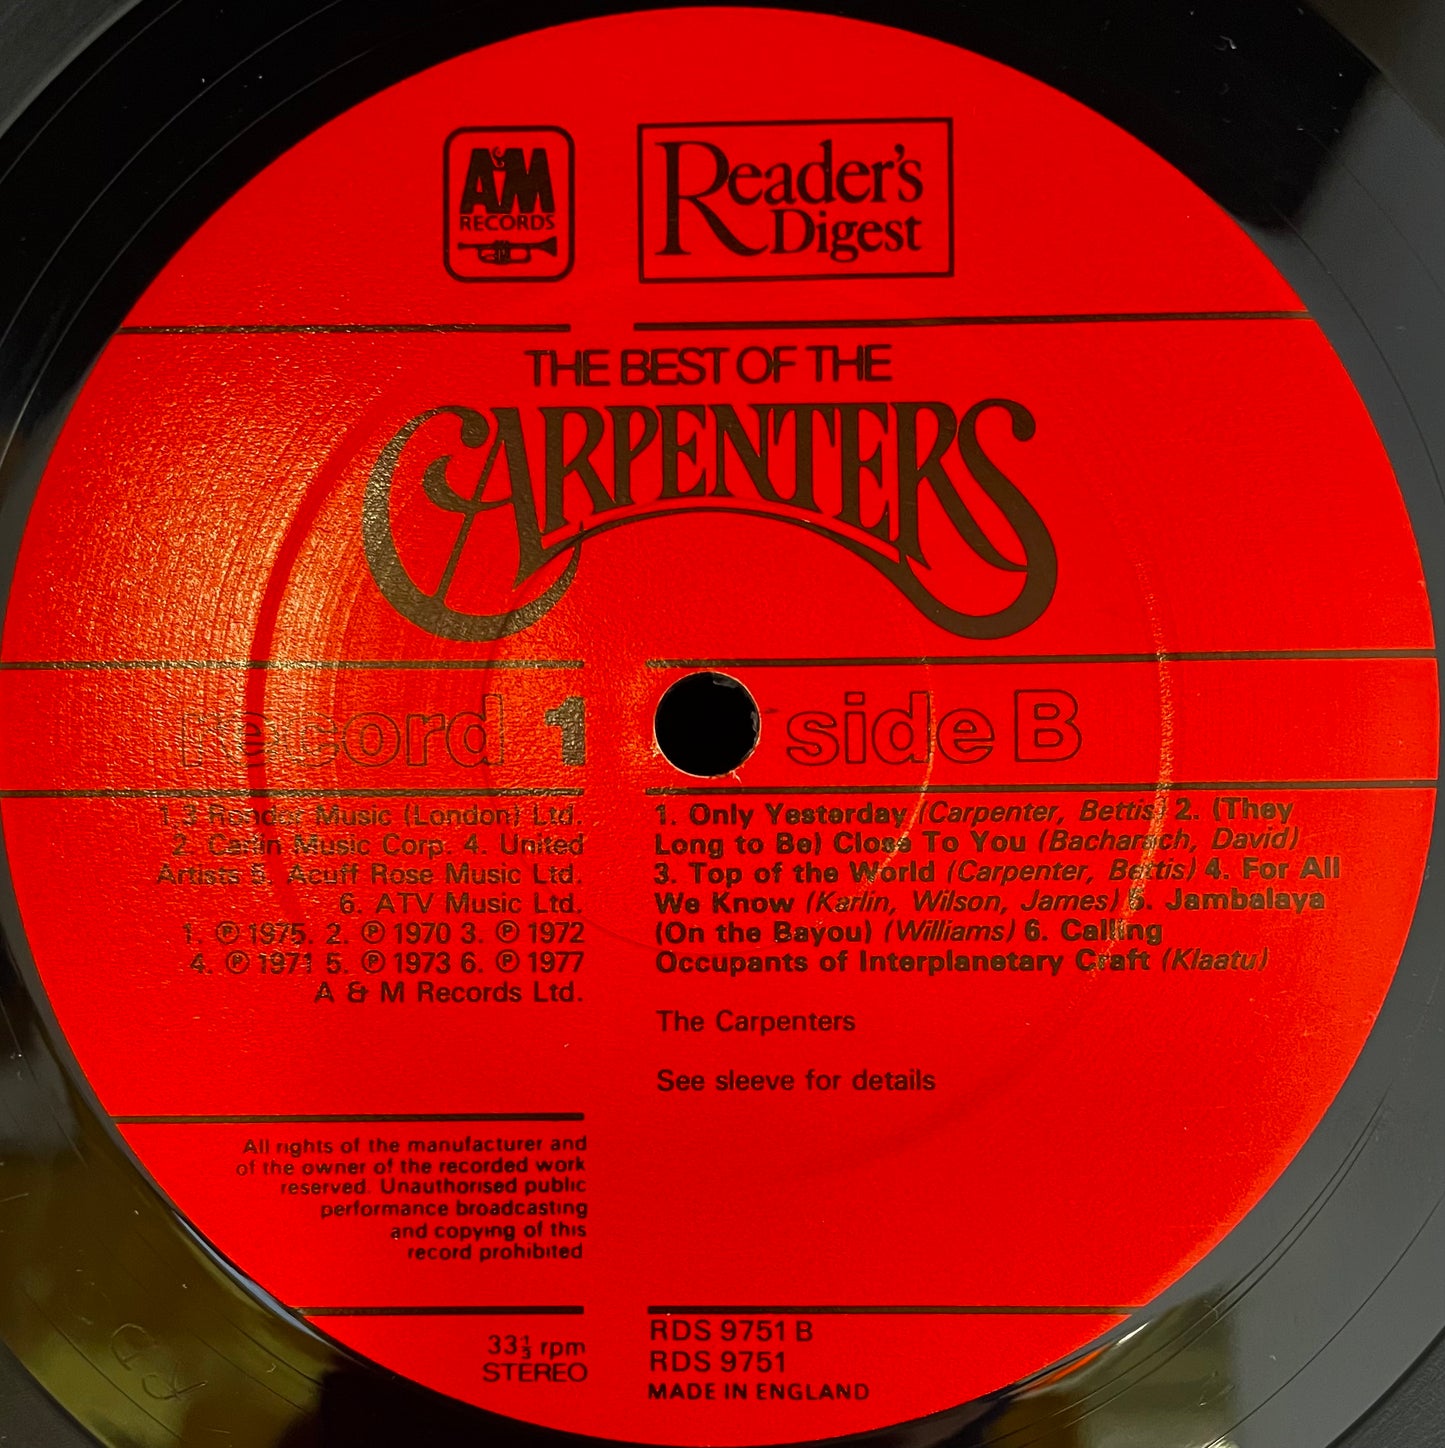 A&M
RECORDS
Reader's
Digest
THE BEST OF THE
CARPENTERS
record 1
side B
1,3 Rondor Music (London) Ltd.
2. Carlin Music Corp. 4. United
Artists 5. Acuff Rose Music Ltd.
6. ATV Music Ltd.
1. ℗ 1975. 2. ℗ 1970 3. ℗ 1972
4. ℗ 1971 5. ℗ 1973 6. ℗ 1977
A & M Records Ltd.
1. Only Yesterday (Carpenter, Bettis) 2. (They
Long to Be) Close To You (Bacharach, David)
3. Top of the World (Carpenter, Bettis) 4. For All
We Know (Karlin, Wilson, James) 5. Jambalaya
(On the Bayou) (Williams) 6. Calling
Occupants of Interplanetary Craft (Klaatu)
The Carpenters
See sleeve for details
All rights of the manufacturer and
of the owner of the recorded work
reserved. Unauthorised public
performance broadcasting
and copying of this
record prohibited
33⅓ rpm
STEREO
RDS 9751 B
RDS 9751
MADE IN ENGLAND